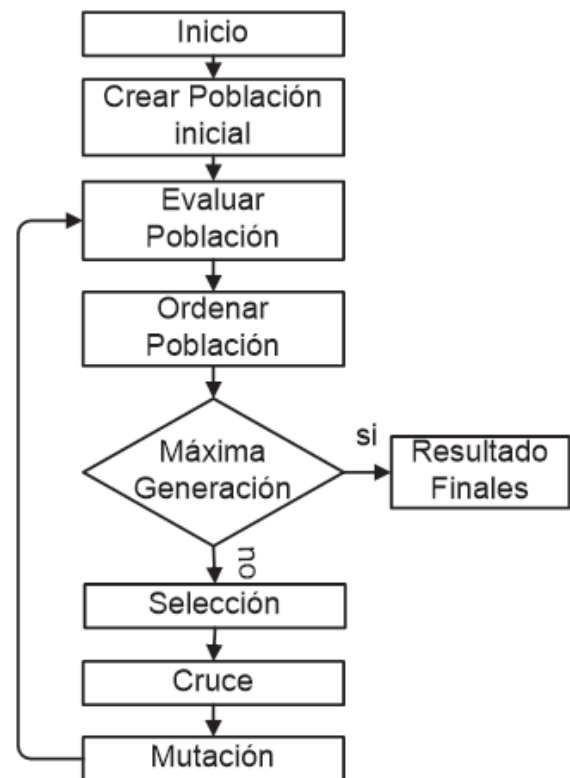 Inicio
Crear Población
inicial
Evaluar
Población
Ordenar
Población
Máxima
Generación
si
Resultado
Finales
no
Selección
Cruce
Mutación